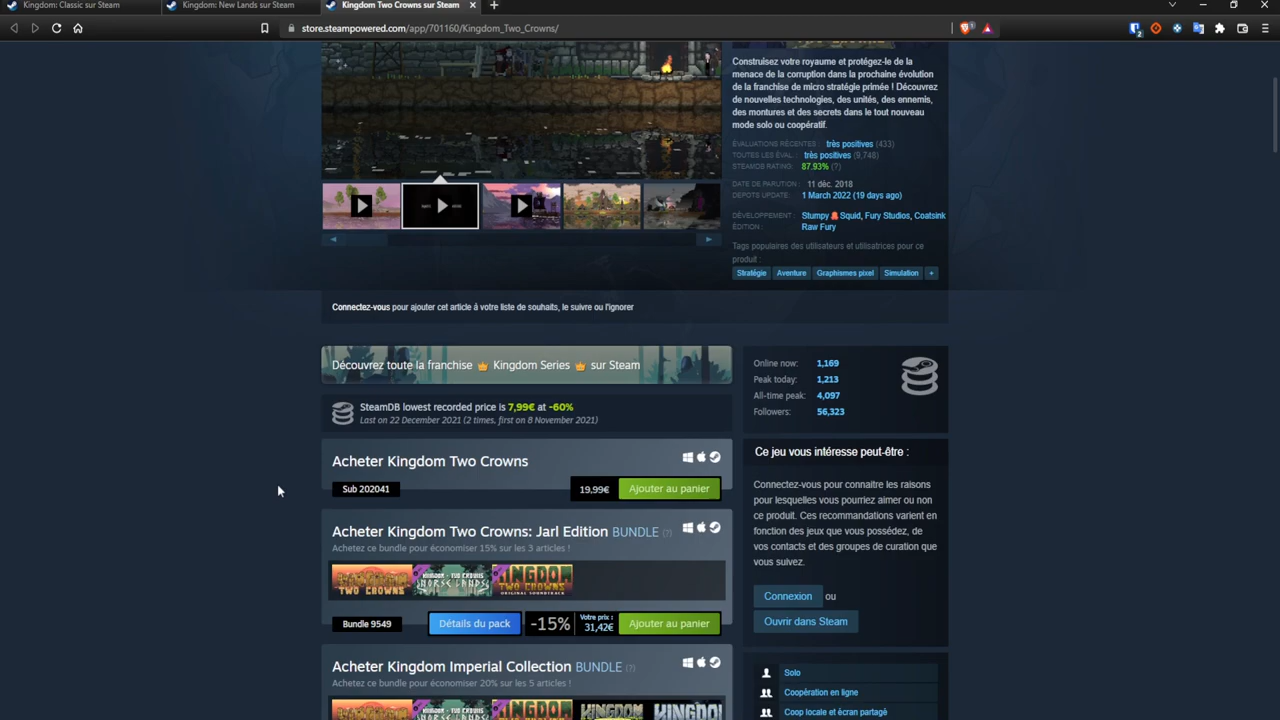 Kingdom: Classic sur Steam
Kingdom: New Lands sur Steam
Kingdom Two Crowns sur Steam
store.steampowered.com/app/701160/Kingdom_Two_Crowns/
Construisez votre royaume et protégez-le de la
menace de la corruption dans la prochaine évolution
de la franchise de micro stratégie primée ! Découvrez
de nouvelles technologies, des unités, des ennemis,
des montures et des secrets dans le tout nouveau
mode solo ou coopératif.
ÉVALUATIONS RÉCENTES : très positives (433)
TOUTES LES ÉVAL. : très positives (9,748)
STEAMDB RATING: 87.93% (?)
DATE DE PARUTION : 11 déc. 2018
DEPOTS UPDATE: 1 March 2022 (19 days ago)
DÉVELOPPEMENT : Stumpy Squid, Fury Studios, Coatsink
ÉDITION : Raw Fury
Tags populaires des utilisateurs et utilisatrices pour ce
produit :
Stratégie Aventure Graphismes pixel Simulation +
Connectez-vous pour ajouter cet article à votre liste de souhaits, le suivre ou l'ignorer
Découvrez toute la franchise Kingdom Series sur Steam
SteamDB lowest recorded price is 7,99€ at -60%
Last on 22 December 2021 (2 times, first on 8 November 2021)
Acheter Kingdom Two Crowns
Sub 202041
19,99€ Ajouter au panier
Acheter Kingdom Two Crowns: Jarl Edition BUNDLE (?)
Achetez ce bundle pour économiser 15% sur les 3 articles !
KINGDOM TWO CROWNS
KINGDOM TWO CROWNS NORSE LANDS
KINGDOM TWO CROWNS ORIGINAL SOUNDTRACK
Bundle 9549
Détails du pack
-15%
Votre prix :
31,42€
Ajouter au panier
Acheter Kingdom Imperial Collection BUNDLE (?)
Achetez ce bundle pour économiser 20% sur les 5 articles !
Online now: 1,169
Peak today: 1,213
All-time peak: 4,097
Followers: 56,323
Ce jeu vous intéresse peut-être :
Connectez-vous pour connaitre les raisons
pour lesquelles vous pourriez aimer ou non
ce produit. Ces recommandations varient en
fonction des jeux que vous possédez, de
vos contacts et des groupes de curation que
vous suivez.
Connexion ou
Ouvrir dans Steam
Solo
Coopération en ligne
Coop locale et écran partagé